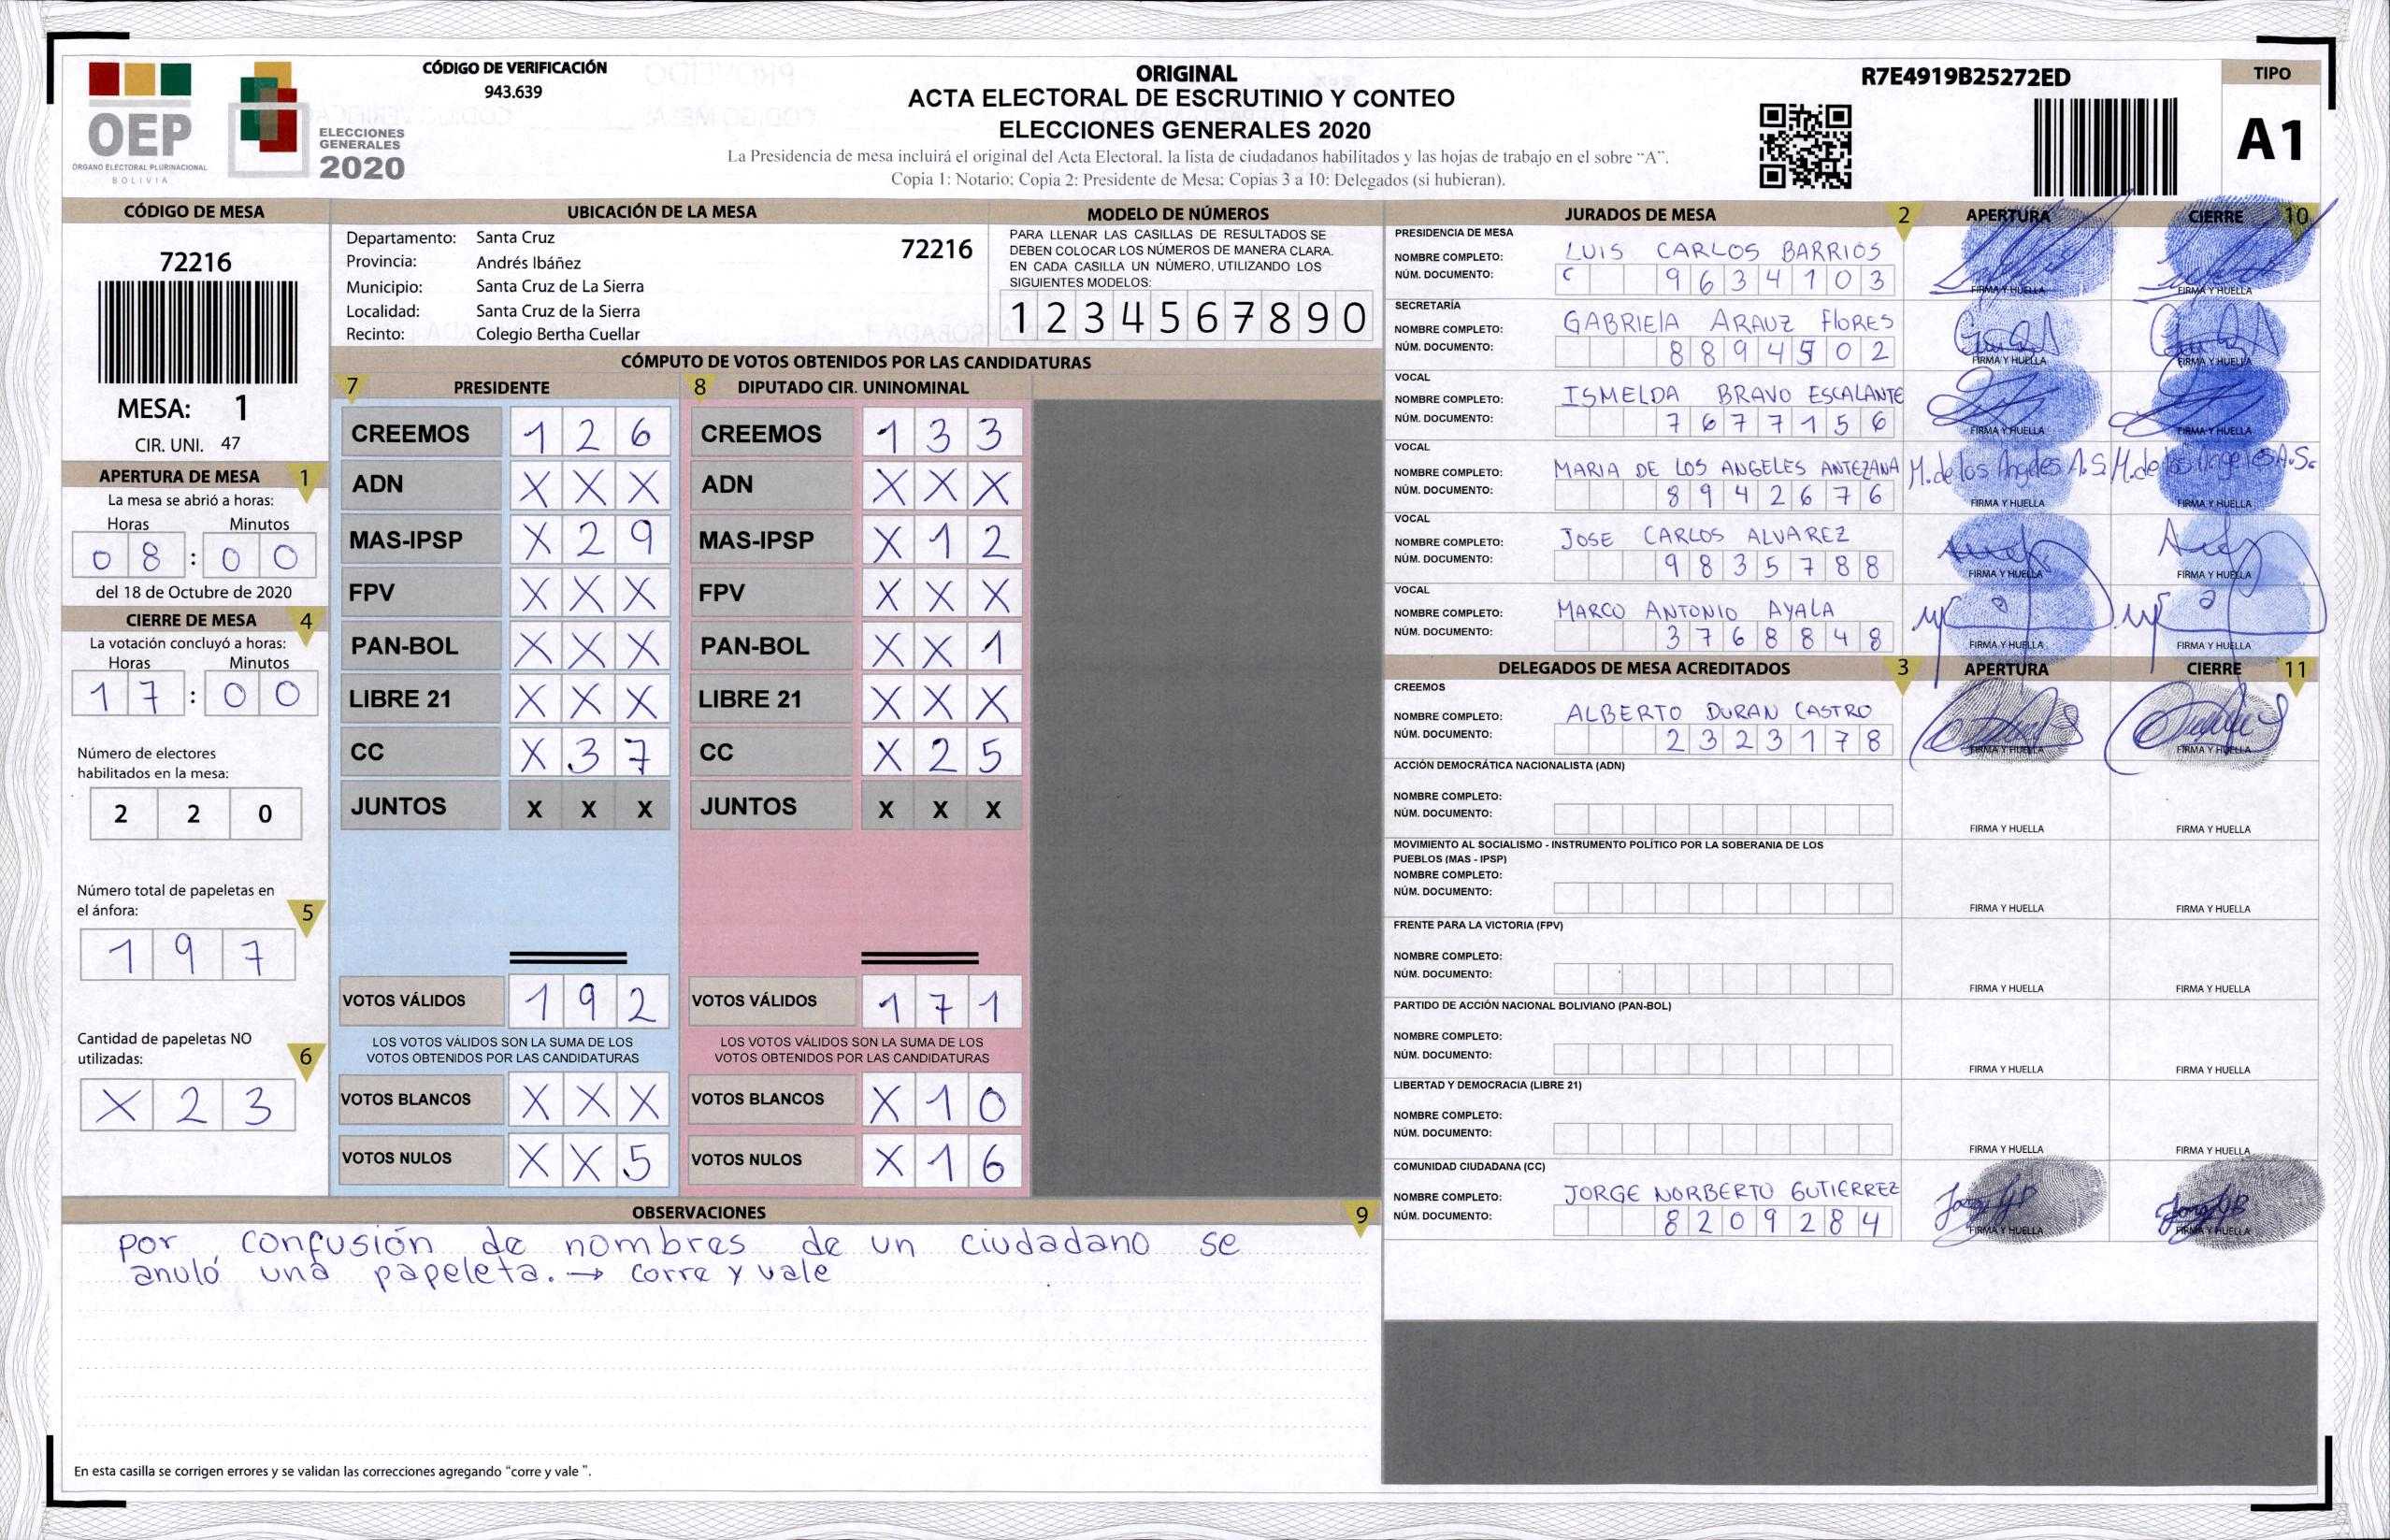 OEP
ÓRGANO ELECTORAL PLURINACIONAL
BOLIVIA
ELECCIONES
GENERALES
2020
CÓDIGO DE VERIFICACIÓN
943.639
ORIGINAL
ACTA ELECTORAL DE ESCRUTINIO Y CONTEO
ELECCIONES GENERALES 2020
La Presidencia de mesa incluirá el original del Acta Electoral, la lista de ciudadanos habilitados y las hojas de trabajo en el sobre “A”.
Copia 1: Notario; Copia 2: Presidente de Mesa; Copias 3 a 10: Delegados (si hubieran).
R7E4919B25272ED
TIPO
A1
CÓDIGO DE MESA
72216
MESA: 1
CIR. UNI. 47
APERTURA DE MESA 1
La mesa se abrió a horas:
Horas Minutos
08:00
del 18 de Octubre de 2020
CIERRE DE MESA 4
La votación concluyó a horas:
Horas Minutos
17:00
Número de electores
habilitados en la mesa:
2 2 0
Número total de papeletas en
el ánfora: 5
1 9 7
Cantidad de papeletas NO
utilizadas: 6
X 2 3
UBICACIÓN DE LA MESA
Departamento: Santa Cruz 72216
Provincia: Andrés Ibáñez
Municipio: Santa Cruz de La Sierra
Localidad: Santa Cruz de la Sierra
Recinto: Colegio Bertha Cuellar
MODELO DE NÚMEROS
PARA LLENAR LAS CASILLAS DE RESULTADOS SE
DEBEN COLOCAR LOS NÚMEROS DE MANERA CLARA.
EN CADA CASILLA UN NÚMERO, UTILIZANDO LOS
SIGUIENTES MODELOS:
1 2 3 4 5 6 7 8 9 0
CÓMPUTO DE VOTOS OBTENIDOS POR LAS CANDIDATURAS
7 PRESIDENTE
CREEMOS 1 2 6
ADN X X X
MAS-IPSP X 2 9
FPV X X X
PAN-BOL X X X
LIBRE 21 X X X
CC X 3 7
JUNTOS X X X
VOTOS VÁLIDOS 1 9 2
LOS VOTOS VÁLIDOS SON LA SUMA DE LOS
VOTOS OBTENIDOS POR LAS CANDIDATURAS
VOTOS BLANCOS X X X
VOTOS NULOS X X 5
8 DIPUTADO CIR. UNINOMINAL
CREEMOS 1 3 3
ADN X X X
MAS-IPSP X 1 2
FPV X X X
PAN-BOL X X 1
LIBRE 21 X X X
CC X 2 5
JUNTOS X X X
VOTOS VÁLIDOS 1 7 1
LOS VOTOS VÁLIDOS SON LA SUMA DE LOS
VOTOS OBTENIDOS POR LAS CANDIDATURAS
VOTOS BLANCOS X 1 0
VOTOS NULOS X 1 6
OBSERVACIONES 9
por confusión de nombres de un ciudadano se
anuló una papeleta. → corre y vale
En esta casilla se corrigen errores y se validan las correcciones agregando “corre y vale ”.
JURADOS DE MESA 2 APERTURA CIERRE 10
PRESIDENCIA DE MESA
NOMBRE COMPLETO: LUIS CARLOS BARRIOS
NÚM. DOCUMENTO: 9634103
FIRMA Y HUELLA FIRMA Y HUELLA
SECRETARÍA
NOMBRE COMPLETO: GABRIElA ARAUZ FlORES
NÚM. DOCUMENTO: 8894502
FIRMA Y HUELLA FIRMA Y HUELLA
VOCAL
NOMBRE COMPLETO: ISMELDA BRAVO ESCALANTE
NÚM. DOCUMENTO: 7677156
FIRMA Y HUELLA FIRMA Y HUELLA
VOCAL
NOMBRE COMPLETO: MARIA DE LOS ANGELES ANTEZANA M. de los Angeles A.S. M. de los Angeles A.S.
NÚM. DOCUMENTO: 8942676
FIRMA Y HUELLA FIRMA Y HUELLA
VOCAL
NOMBRE COMPLETO: JOSE CARLOS ALVAREZ
NÚM. DOCUMENTO: 9835788
FIRMA Y HUELLA FIRMA Y HUELLA
VOCAL
NOMBRE COMPLETO: MARCO ANTONIO AYALA
NÚM. DOCUMENTO: 3768848
FIRMA Y HUELLA FIRMA Y HUELLA
DELEGADOS DE MESA ACREDITADOS 3 APERTURA CIERRE 11
CREEMOS
NOMBRE COMPLETO: ALBERTO DURAN CASTRO
NÚM. DOCUMENTO: 2323178
FIRMA Y HUELLA FIRMA Y HUELLA
ACCIÓN DEMOCRÁTICA NACIONALISTA (ADN)
NOMBRE COMPLETO:
NÚM. DOCUMENTO:
FIRMA Y HUELLA FIRMA Y HUELLA
MOVIMIENTO AL SOCIALISMO - INSTRUMENTO POLÍTICO POR LA SOBERANIA DE LOS
PUEBLOS (MAS - IPSP)
NOMBRE COMPLETO:
NÚM. DOCUMENTO:
FIRMA Y HUELLA FIRMA Y HUELLA
FRENTE PARA LA VICTORIA (FPV)
NOMBRE COMPLETO:
NÚM. DOCUMENTO:
FIRMA Y HUELLA FIRMA Y HUELLA
PARTIDO DE ACCIÓN NACIONAL BOLIVIANO (PAN-BOL)
NOMBRE COMPLETO:
NÚM. DOCUMENTO:
FIRMA Y HUELLA FIRMA Y HUELLA
LIBERTAD Y DEMOCRACIA (LIBRE 21)
NOMBRE COMPLETO:
NÚM. DOCUMENTO:
FIRMA Y HUELLA FIRMA Y HUELLA
COMUNIDAD CIUDADANA (CC)
NOMBRE COMPLETO: JORGE NORBERTO GUTIERREZ
NÚM. DOCUMENTO: 8209284
FIRMA Y HUELLA FIRMA Y HUELLA